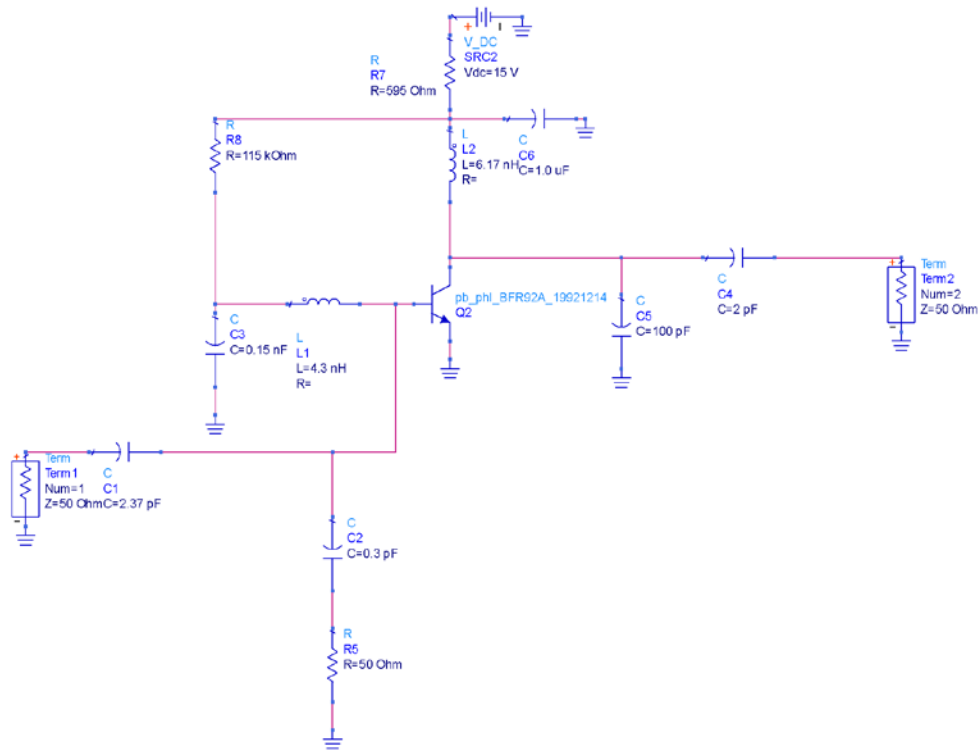 +
-
V_DC
SRC2
Vdc=15 V
R
R7
R=595 Ohm
R
R8
R=115 kOhm
L
L2
L=6.17 nH
R=
C
C6
C=1.0 uF
pb_phl_BFR92A_19921214
Q2
C
C3
C=0.15 nF
L
L1
L=4.3 nH
R=
C
C5
C=100 pF
C
C4
C=2 pF
+
Term
Term2
Num=2
Z=50 Ohm
-
+
Term
Term1
Num=1
Z=50 Ohm
-
C
C1
C=2.37 pF
C
C2
C=0.3 pF
R
R5
R=50 Ohm